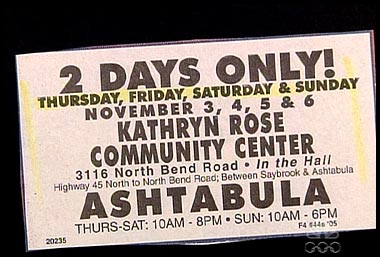 2 DAYS ONLY!
THURSDAY, FRIDAY, SATURDAY & SUNDAY
NOVEMBER 3, 4, 5 & 6
KATHRYN ROSE
COMMUNITY CENTER
3116 North Bend Road • In the Hall
Highway 45 North to North Bend Road; Between Saybrook & Ashtabula
ASHTABULA
THURS-SAT: 10AM - 8PM • SUN: 10AM - 6PM
20235